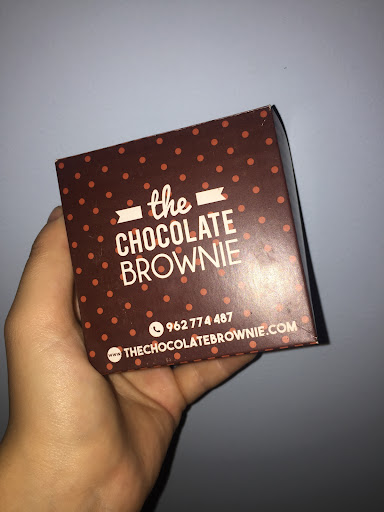 the
CHOCOLATE
BROWNIE
962 774 487
WWW THECHOCOLATEBROWNIE.COM